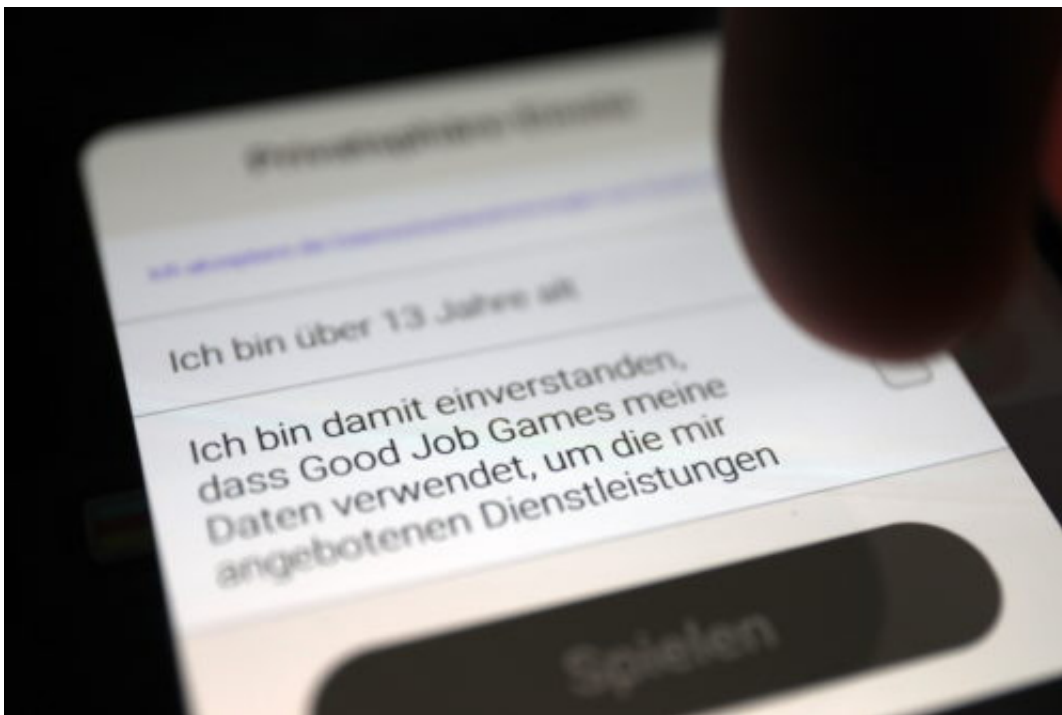 Ich bin über 13 Jahre alt
Ich bin damit einverstanden,
dass Good Job Games meine
Daten verwendet, um die mir
angebotenen Dienstleistungen
Spielen